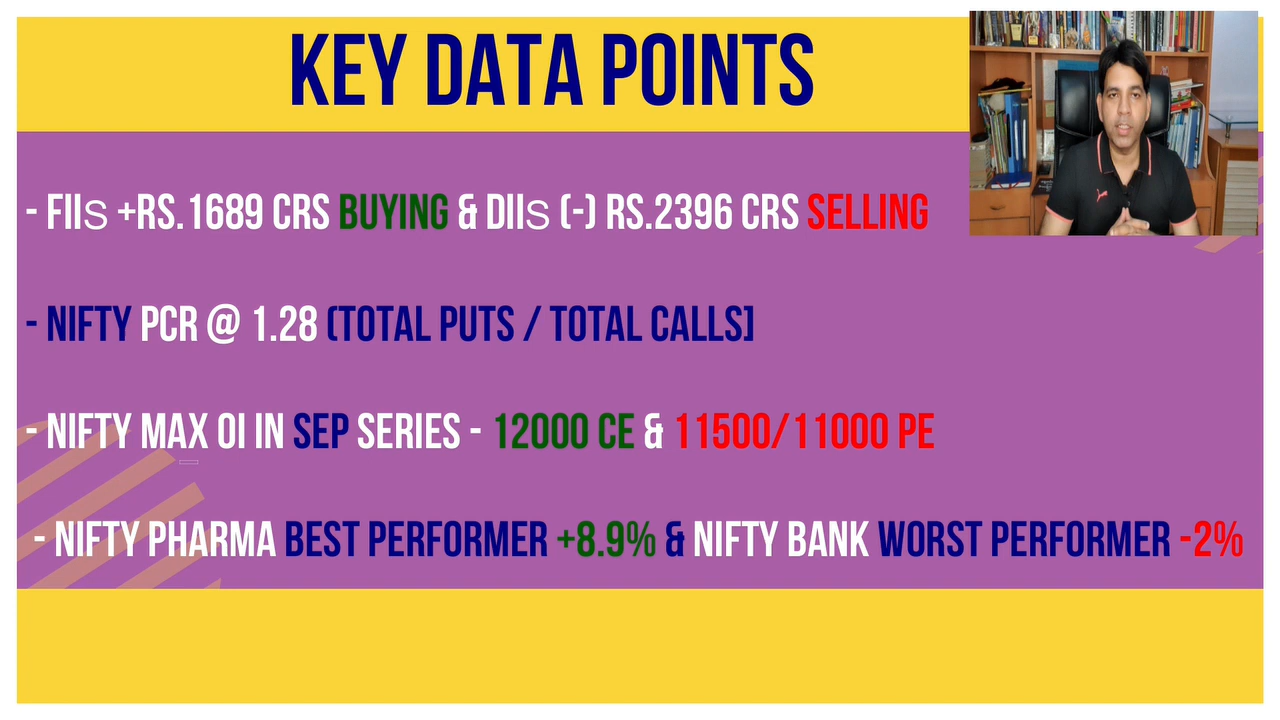 KEY DATA POINTS
- FIIS +RS.1689 CRS BUYING & DIIS (-) RS.2396 CRS SELLING
- NIFTY PCR @ 1.28 (TOTAL PUTS / TOTAL CALLS]
- NIFTY MAX OI IN SEP SERIES - 12000 CE & 11500/11000 PE
- NIFTY PHARMA BEST PERFORMER +8.9% & NIFTY BANK WORST PERFORMER -2%